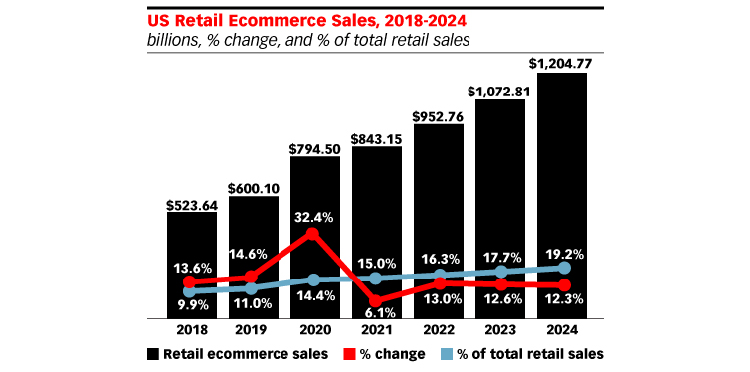 US Retail Ecommerce Sales, 2018-2024
billions, % change, and % of total retail sales
$1,204.77
$1,072.81
$952.76
$843.15
$794.50
$600.10
$523.64
32.4%
13.6% 14.6% 15.0% 16.3% 17.7% 19.2%
9.9% 11.0% 14.4% 6.1% 13.0% 12.6% 12.3%
2018 2019 2020 2021 2022 2023 2024
Retail ecommerce sales % change % of total retail sales